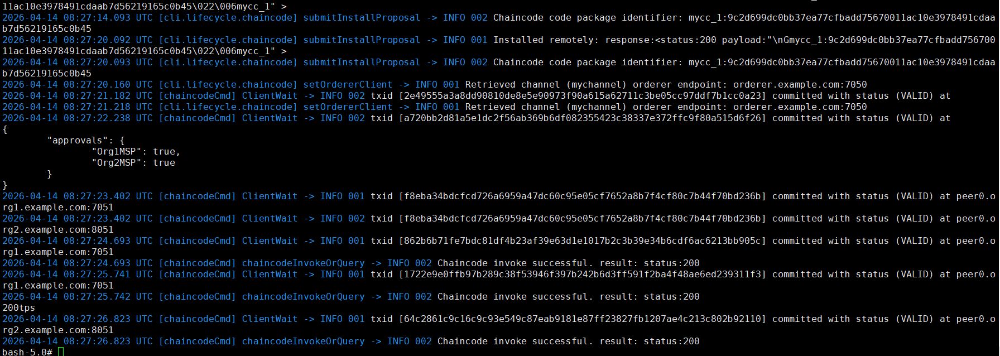 11ac10e3978491cdaab7d56219165c0b45\022\006mycc_1" >
2026-04-14 08:27:14.093 UTC [cli.lifecycle.chaincode] submitInstallProposal -> INFO 002 Chaincode code package identifier: mycc_1:9c2d699dc0bb37ea77cfbadd75670011ac10e3978491cdaa
b7d56219165c0b45
2026-04-14 08:27:20.092 UTC [cli.lifecycle.chaincode] submitInstallProposal -> INFO 001 Installed remotely: response:<status:200 payload:"\nGmycc_1:9c2d699dc0bb37ea77cfbadd756700
11ac10e3978491cdaab7d56219165c0b45\022\006mycc_1" >
2026-04-14 08:27:20.093 UTC [cli.lifecycle.chaincode] submitInstallProposal -> INFO 002 Chaincode code package identifier: mycc_1:9c2d699dc0bb37ea77cfbadd75670011ac10e3978491cdaa
b7d56219165c0b45
2026-04-14 08:27:20.160 UTC [cli.lifecycle.chaincode] setOrdererClient -> INFO 001 Retrieved channel (mychannel) orderer endpoint: orderer.example.com:7050
2026-04-14 08:27:21.182 UTC [chaincodeCmd] ClientWait -> INFO 002 txid [2e49555a3a8dd90810de8e5e90973f90a615a62711c3be05cc97ddf7b1cc0a23] committed with status (VALID) at
2026-04-14 08:27:21.218 UTC [cli.lifecycle.chaincode] setOrdererClient -> INFO 001 Retrieved channel (mychannel) orderer endpoint: orderer.example.com:7050
2026-04-14 08:27:22.238 UTC [chaincodeCmd] ClientWait -> INFO 002 txid [a720bb2d81a5e1dc2f56ab369b6df082355423c38337e372ffc9f80a515d6f26] committed with status (VALID) at
{
        "approvals": {
                "Org1MSP": true,
                "Org2MSP": true
        }
}
2026-04-14 08:27:23.402 UTC [chaincodeCmd] ClientWait -> INFO 001 txid [f8eba34bdcfcd726a6959a47dc60c95e05cf7652a8b7f4cf80c7b44f70bd236b] committed with status (VALID) at peer0.o
rg1.example.com:7051
2026-04-14 08:27:23.402 UTC [chaincodeCmd] ClientWait -> INFO 002 txid [f8eba34bdcfcd726a6959a47dc60c95e05cf7652a8b7f4cf80c7b44f70bd236b] committed with status (VALID) at peer0.o
rg2.example.com:8051
2026-04-14 08:27:24.693 UTC [chaincodeCmd] ClientWait -> INFO 001 txid [862b6b71fe7bdc81df4b23af39e63d1e1017b2c3b39e34b6cdf6ac6213bb905c] committed with status (VALID) at peer0.o
rg1.example.com:7051
2026-04-14 08:27:24.693 UTC [chaincodeCmd] chaincodeInvokeOrQuery -> INFO 002 Chaincode invoke successful. result: status:200
2026-04-14 08:27:25.741 UTC [chaincodeCmd] ClientWait -> INFO 001 txid [1722e9e0ffb97b289c38f53946f397b242b6d3ff591f2ba4f48ae6ed239311f3] committed with status (VALID) at peer0.o
rg1.example.com:7051
2026-04-14 08:27:25.742 UTC [chaincodeCmd] chaincodeInvokeOrQuery -> INFO 002 Chaincode invoke successful. result: status:200
200tps
2026-04-14 08:27:26.823 UTC [chaincodeCmd] ClientWait -> INFO 001 txid [64c2861c9c16c9c93e549c87eab9181e87ff23827fb1207ae4c213c802b92110] committed with status (VALID) at peer0.o
rg2.example.com:8051
2026-04-14 08:27:26.823 UTC [chaincodeCmd] chaincodeInvokeOrQuery -> INFO 002 Chaincode invoke successful. result: status:200
bash-5.0#